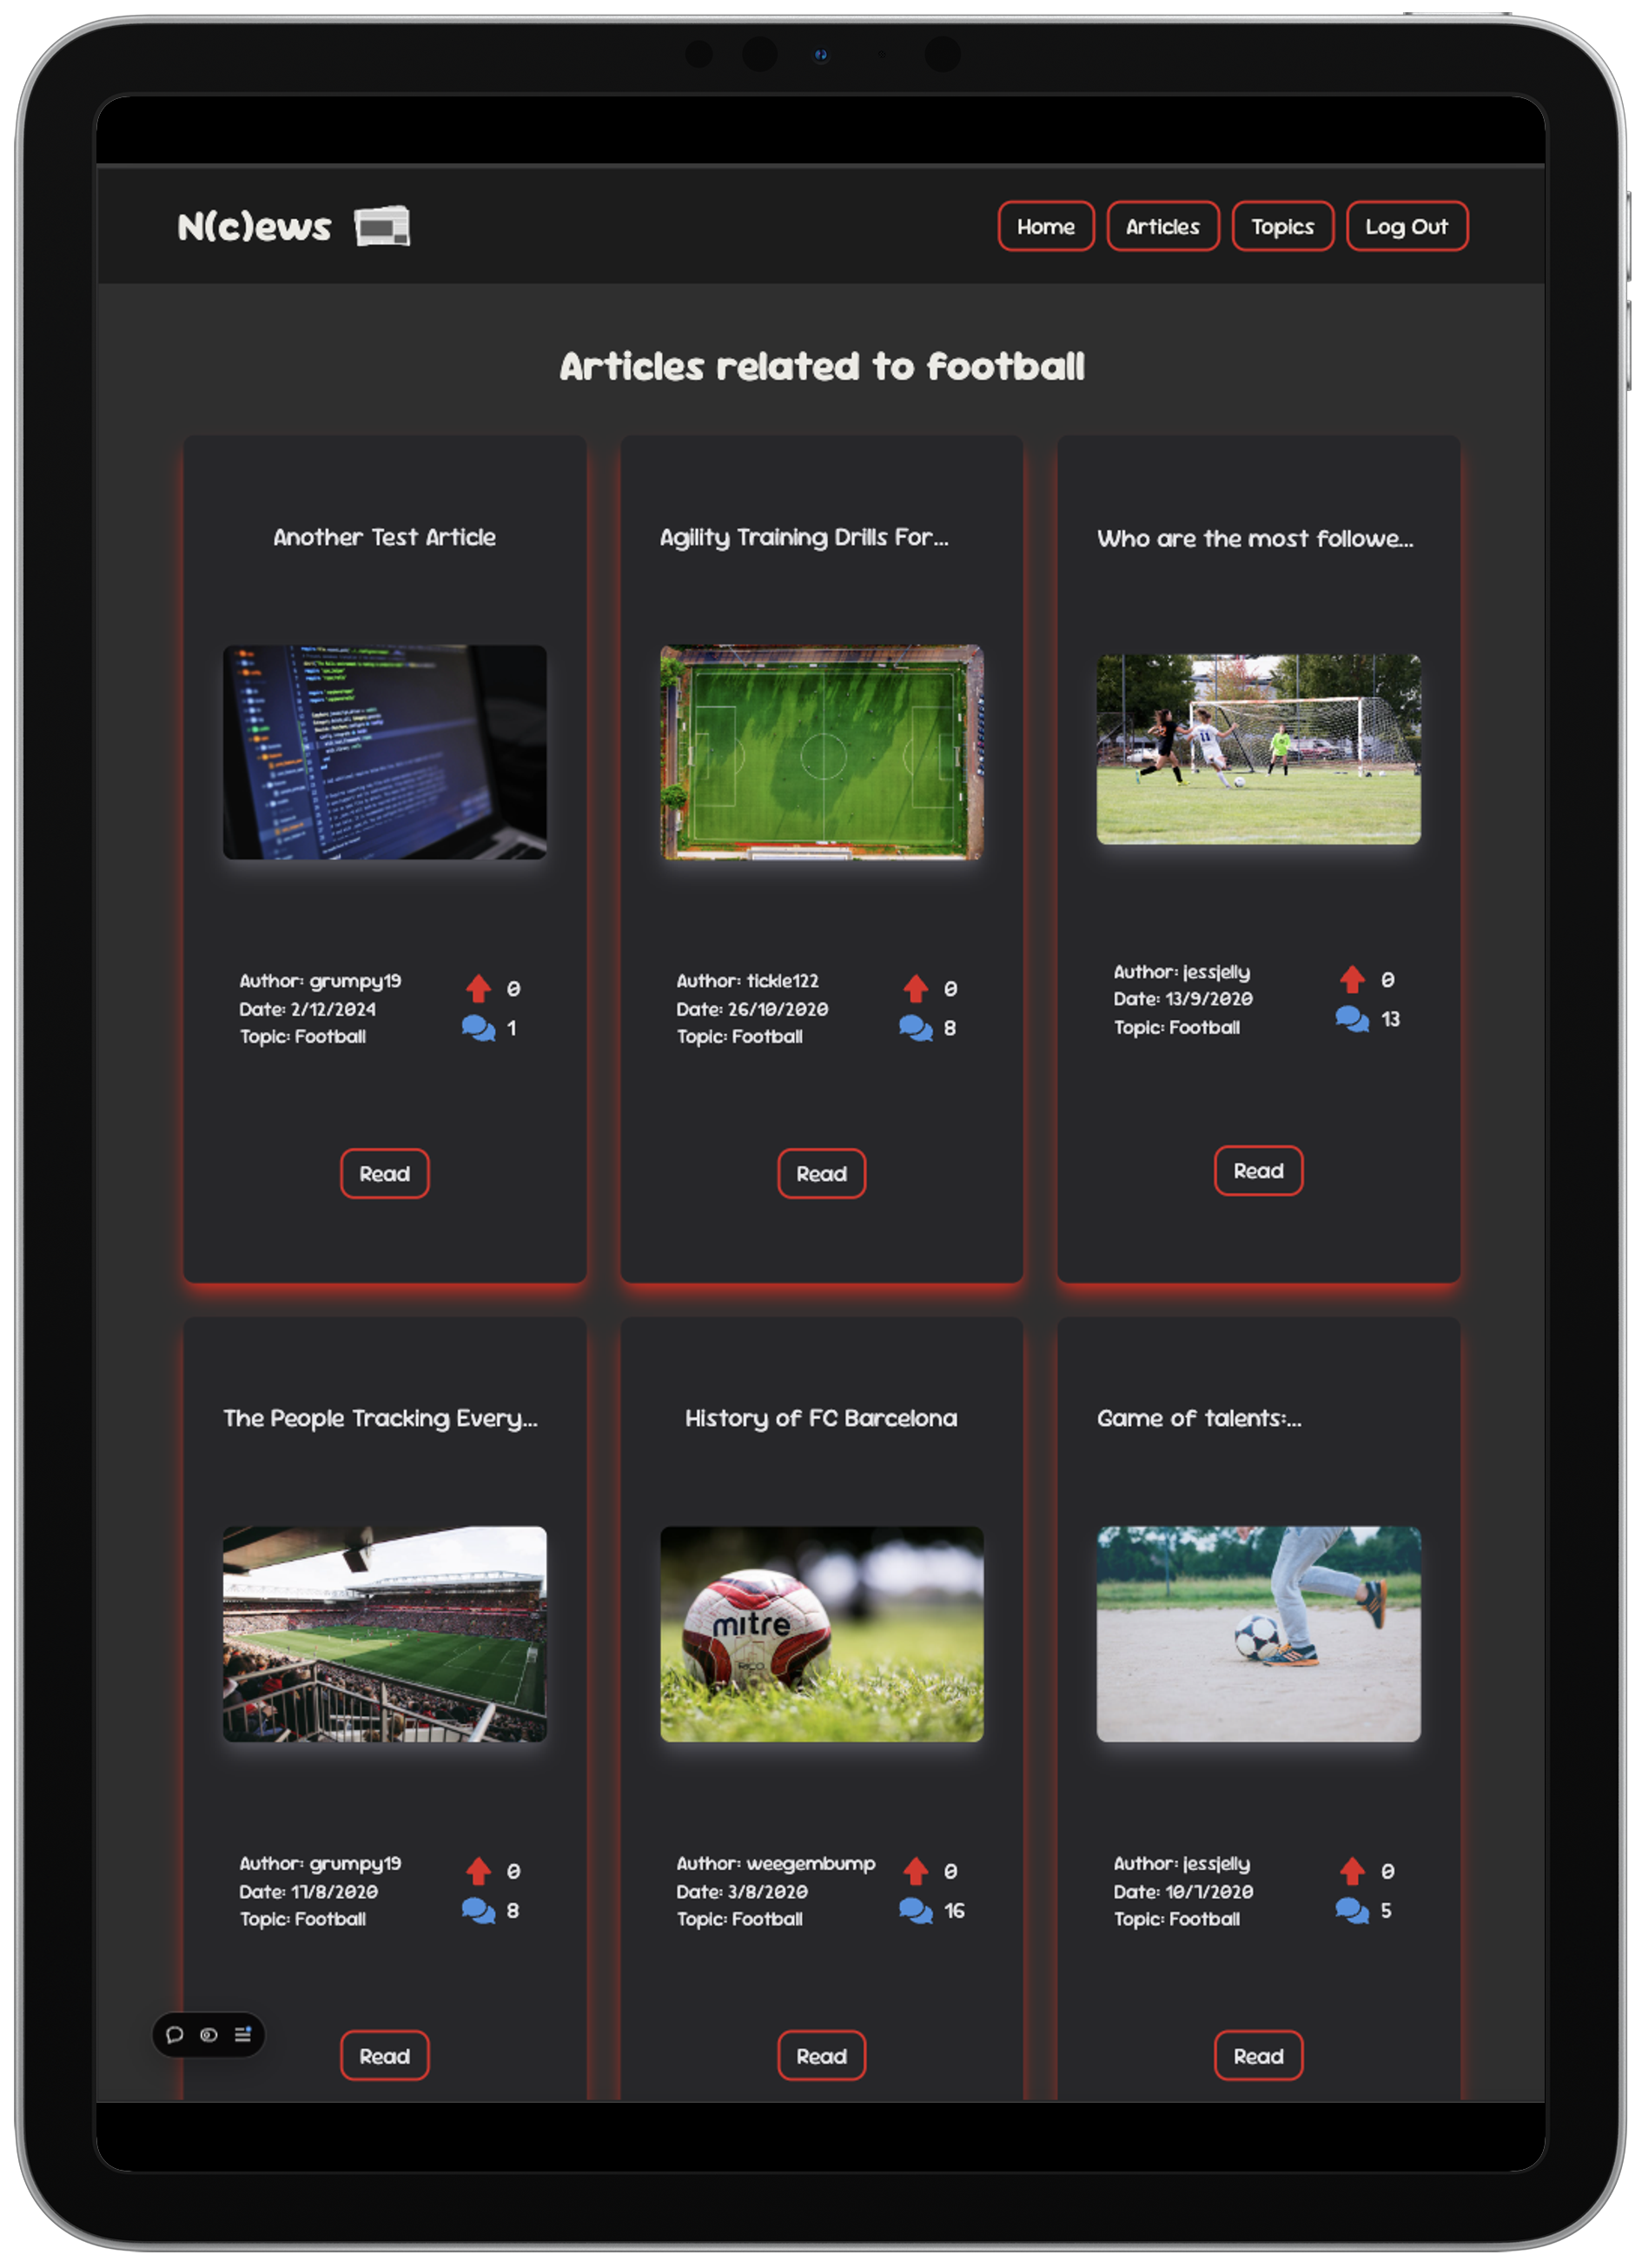 N(c)ews
Home
Articles
Topics
Log Out
Articles related to football
Another Test Article
Author: grumpy19
Date: 2/12/2024
Topic: Football
0
1
Read
Agility Training Drills For...
Author: tickle122
Date: 26/10/2020
Topic: Football
0
8
Read
Who are the most followe...
11
Author: jessjelly
Date: 13/9/2020
Topic: Football
0
13
Read
The People Tracking Every...
Author: grumpy19
Date: 17/8/2020
Topic: Football
0
8
Read
History of FC Barcelona
mitre
Author: weegembump
Date: 3/8/2020
Topic: Football
0
16
Read
Game of talents:...
Author: jessjelly
Date: 10/7/2020
Topic: Football
0
5
Read